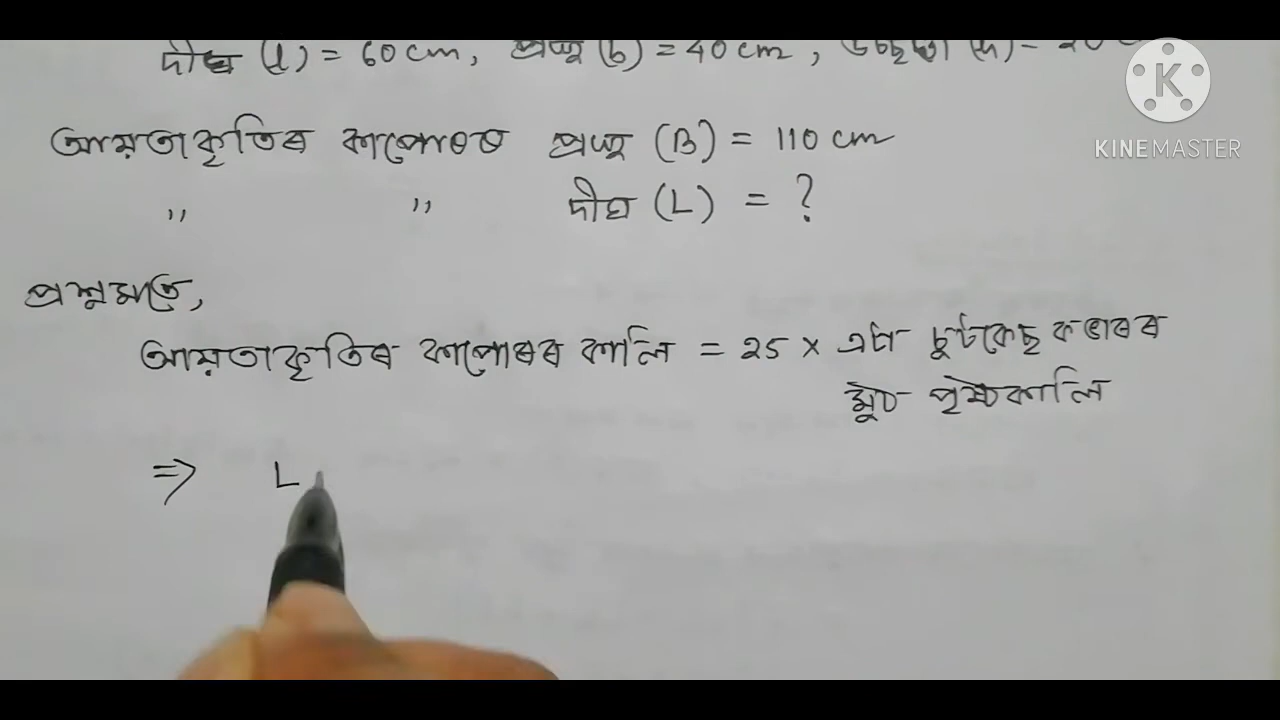 দীঘ (l) = 60 cm, প্ৰস্থ (b) = 40 cm,
আয়তাকৃতিৰ কাপোৰৰ প্ৰস্থ (B) = 110 cm
" " দীঘ (L) = ?
প্ৰশ্নমতে,
আয়তাকৃতিৰ কাপোৰৰ কালি = 25 × এটা চুটকেছ কভাৰৰ
মুঠ পৃষ্ঠকালি
⇒ L
K
KINEMASTER